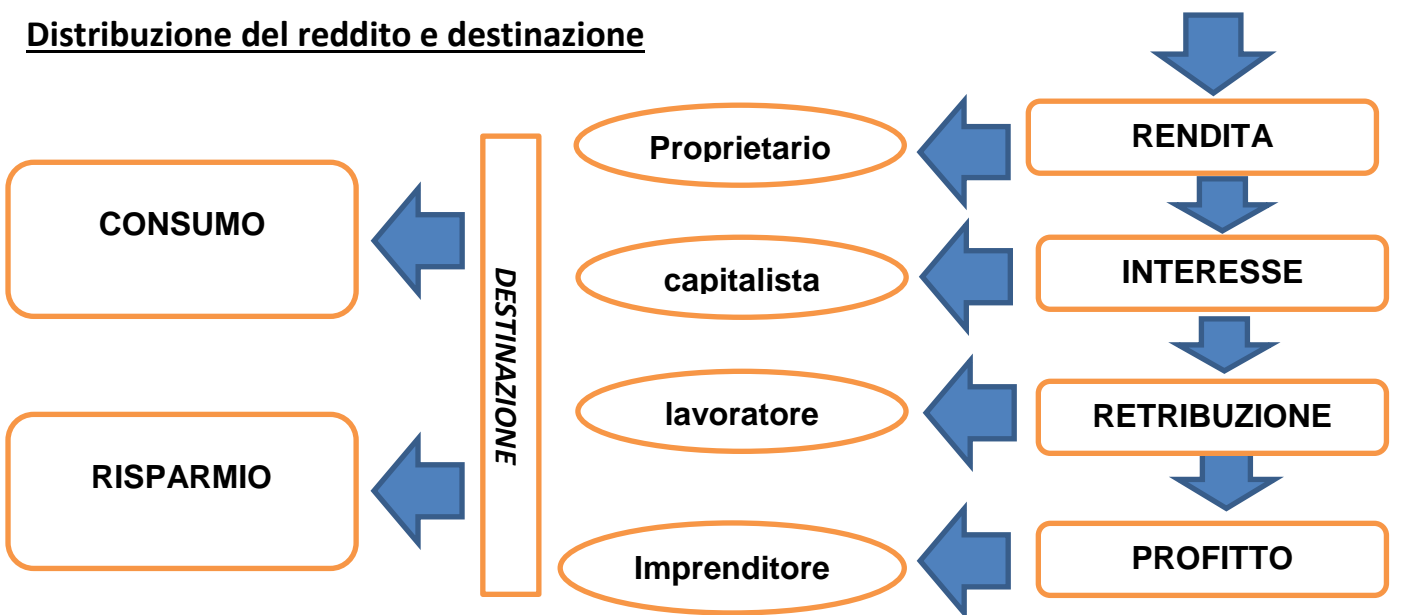 Distribuzione del reddito e destinazione
Proprietario
RENDITA
CONSUMO
capitalista
INTERESSE
DESTINAZIONE
lavoratore
RETRIBUZIONE
RISPARMIO
Imprenditore
PROFITTO